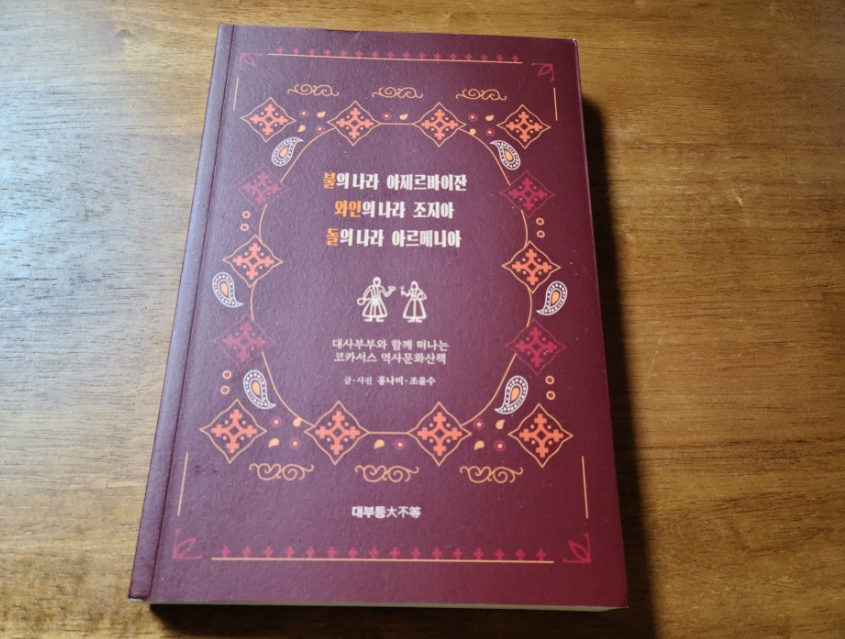 불의 나라 아제르바이잔
와인의 나라 조지아
돌의 나라 아르메니아
대사부부와 함께 떠나는
코카서스 역사문화산책
글·사진 홍나미·조윤수
대부등大不等